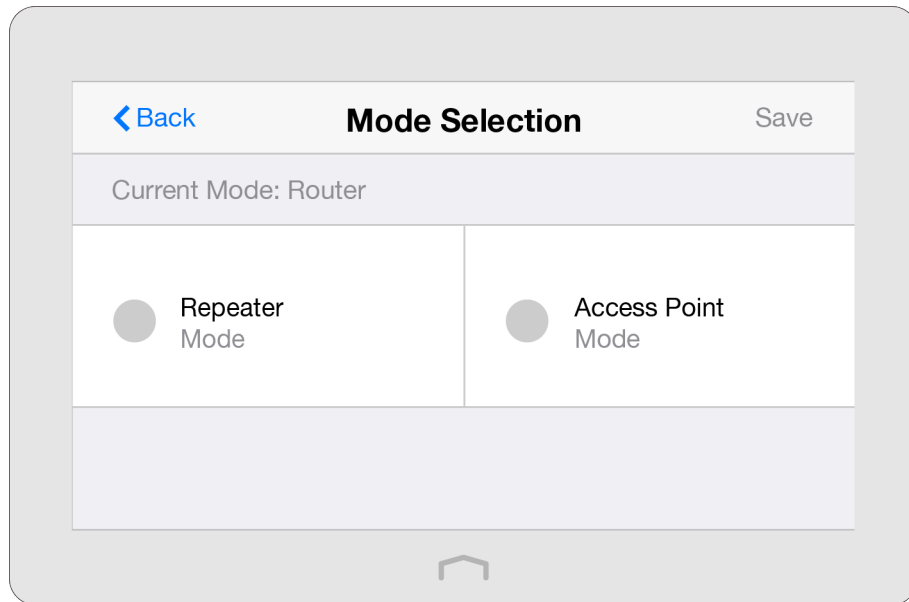 Back
Mode Selection
Save
Current Mode: Router
Repeater
Mode
Access Point
Mode